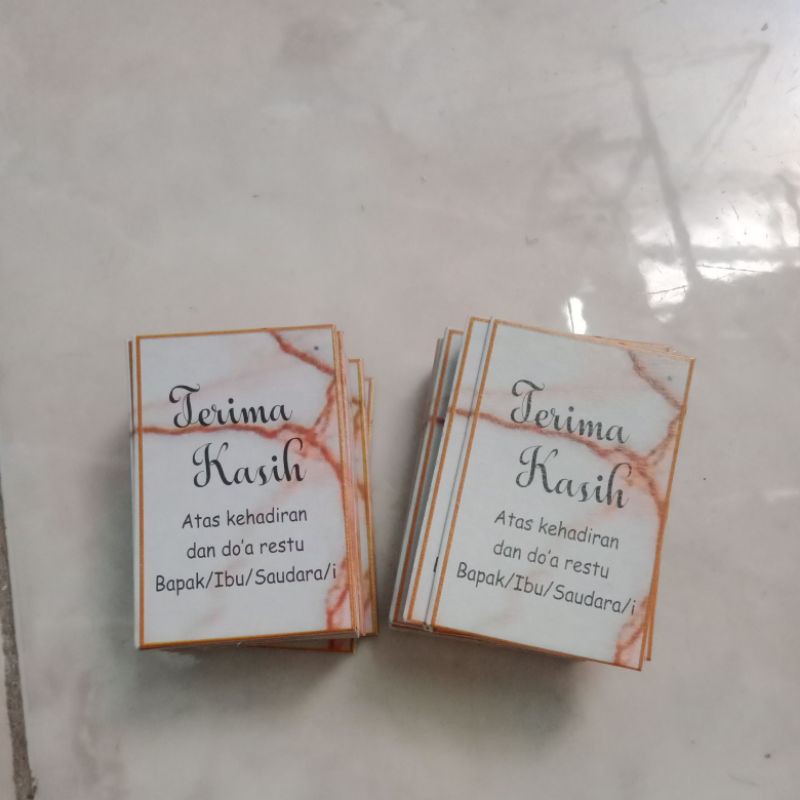 Terima
Kasih
Atas kehadiran
dan do'a restu
Bapak/Ibu/Saudara/i
Terima
Kasih
Atas kehadiran
dan do'a restu
Bapak/Ibu/Saudara/i